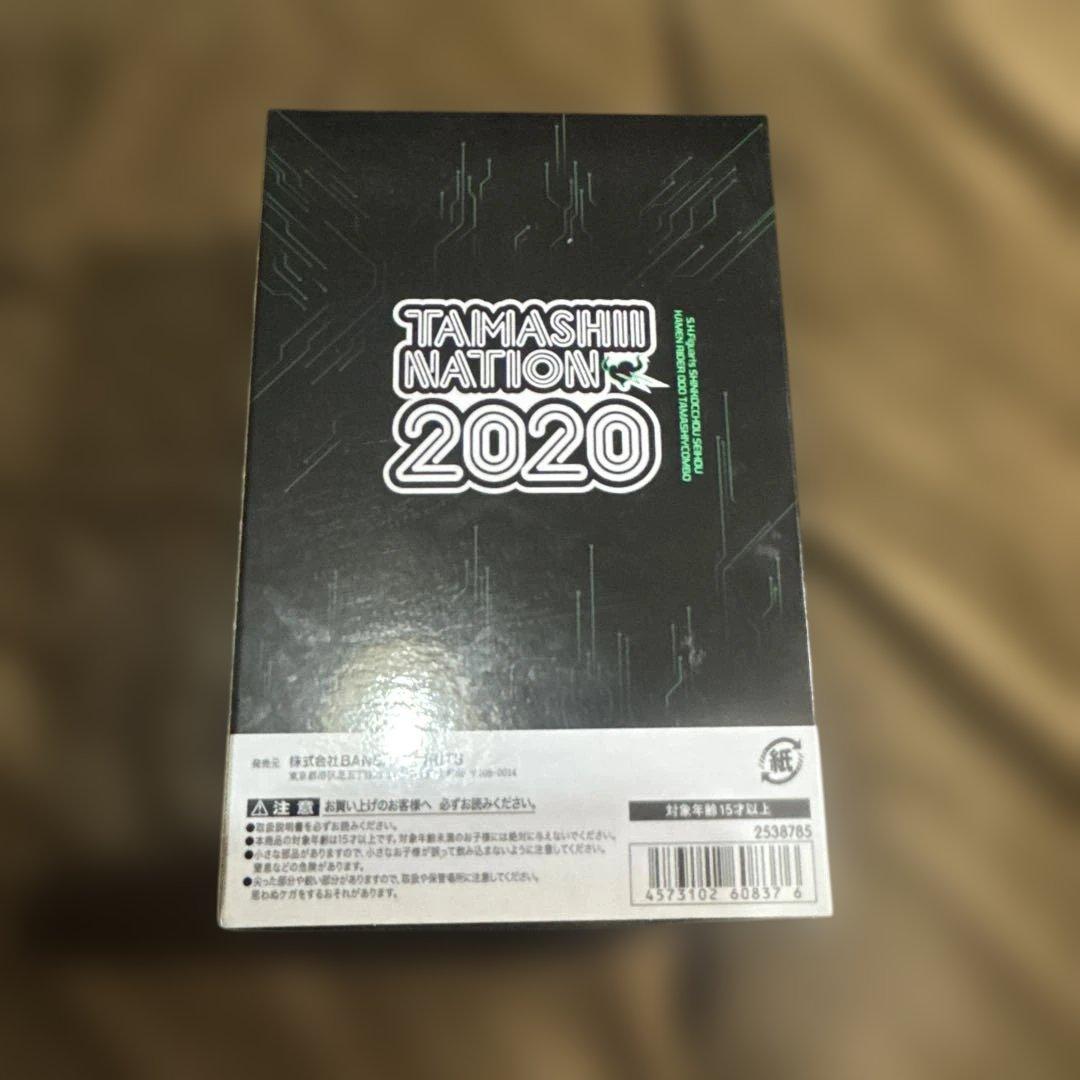 TAMASHII
NATION
2020
S.H.Figuarts SHINKOCCHOU SEIHOU
KAMEN RIDER OOO TAMASHIYCOMBO
発売元 株式会社BAN
〒108-0014
注意 お買い上げのお客様へ 必ずお読みください。
●取扱説明書を必ずお読みください。
●本商品の対象年齢は15才以上です。対象年齢未満のお子様には絶対に与えないでください。
●小さな部品がありますので、小さなお子様が誤って飲み込まないように注意してください。
窒息などの危険があります。
●尖った部分や鋭い部分がありますので、取扱や保管場所に注意してください。
思わぬケガをするおそれがあります。
紙
対象年齢15才以上
2538785
4573102 60837 6